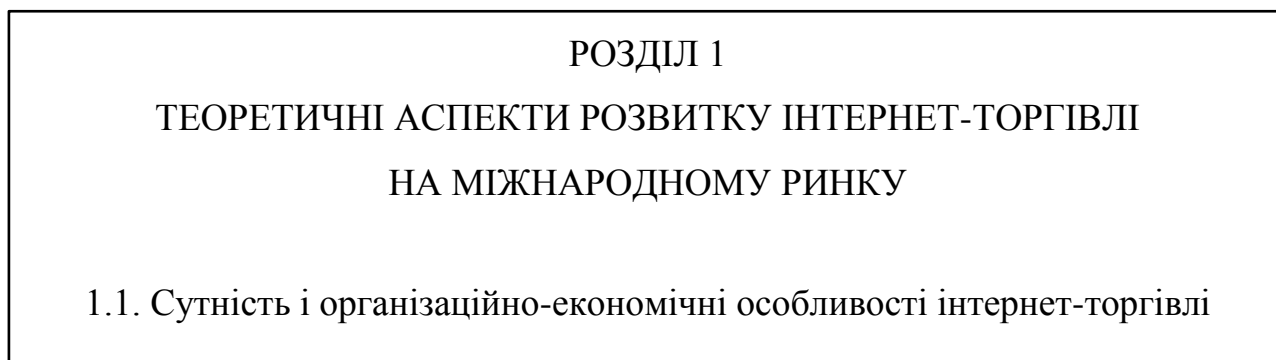 РОЗДІЛ 1
ТЕОРЕТИЧНІ АСПЕКТИ РОЗВИТКУ ІНТЕРНЕТ-ТОРГІВЛІ
НА МІЖНАРОДНОМУ РИНКУ
1.1. Сутність і організаційно-економічні особливості інтернет-торгівлі